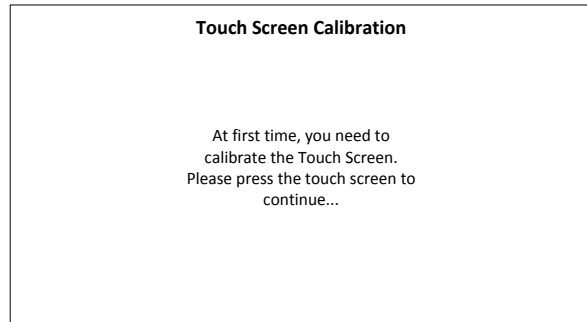 Touch Screen Calibration
At first time, you need to
calibrate the Touch Screen.
Please press the touch screen to
continue...